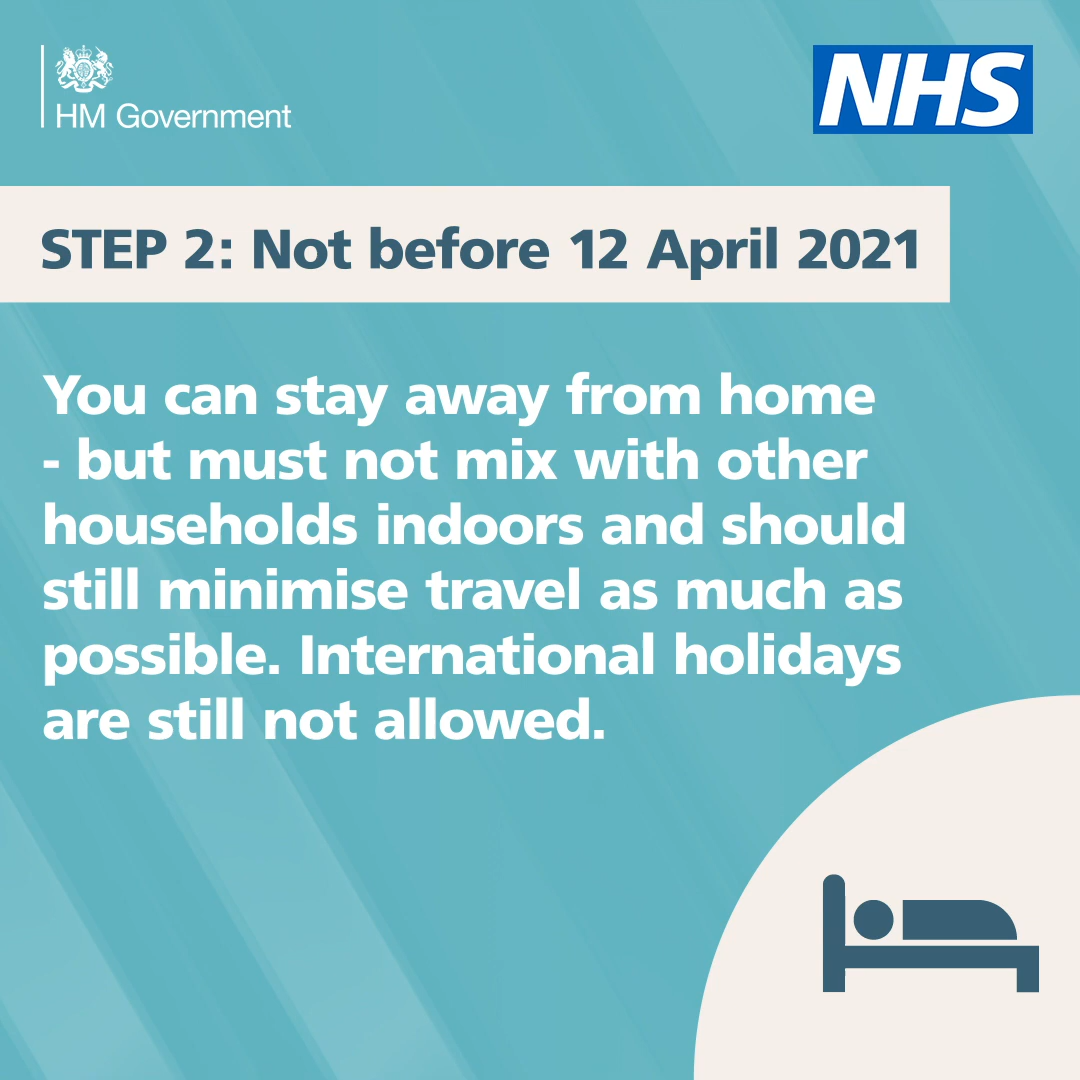 HM Government
NHS
STEP 2: Not before 12 April 2021
You can stay away from home
- but must not mix with other
households indoors and should
still minimise travel as much as
possible. International holidays
are still not allowed.